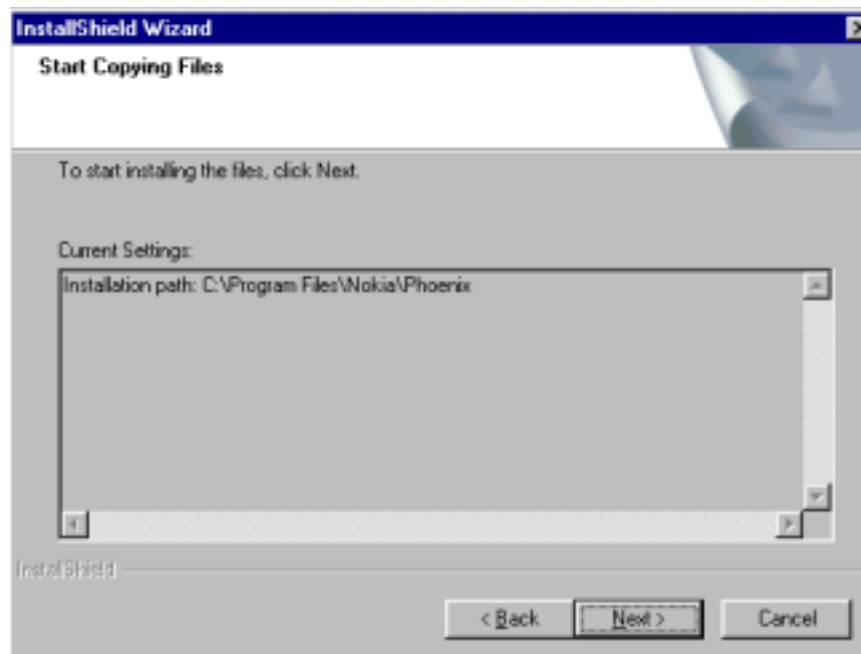 InstallShield Wizard
Start Copying Files
To start installing the files, click Next.
Current Settings:
Installation path: C:\Program Files\Nokia\Phoenix
InstallShield
< Back Next > Cancel